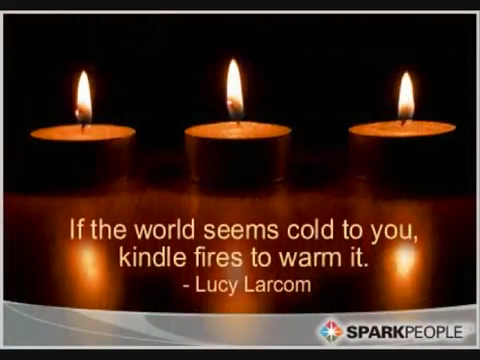 If the world seems cold to you,
kindle fires to warm it.
- Lucy Larcom
SPARKPEOPLE